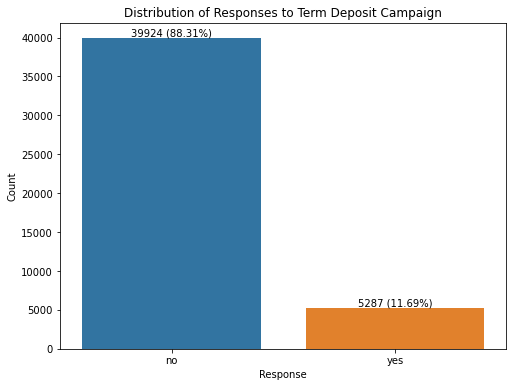 Distribution of Responses to Term Deposit Campaign
39924 (88.31%)
5287 (11.69%)
40000
35000
30000
25000
20000
15000
10000
5000
0
Count
no
yes
Response